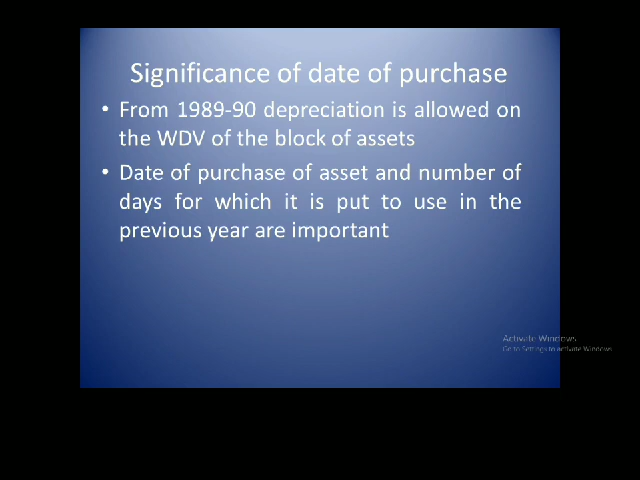 Significance of date of purchase
• From 1989-90 depreciation is allowed on
the WDV of the block of assets
• Date of purchase of asset and number of
days for which it is put to use in the
previous year are important
Activate Windows
Go to Settings to activate Windows.